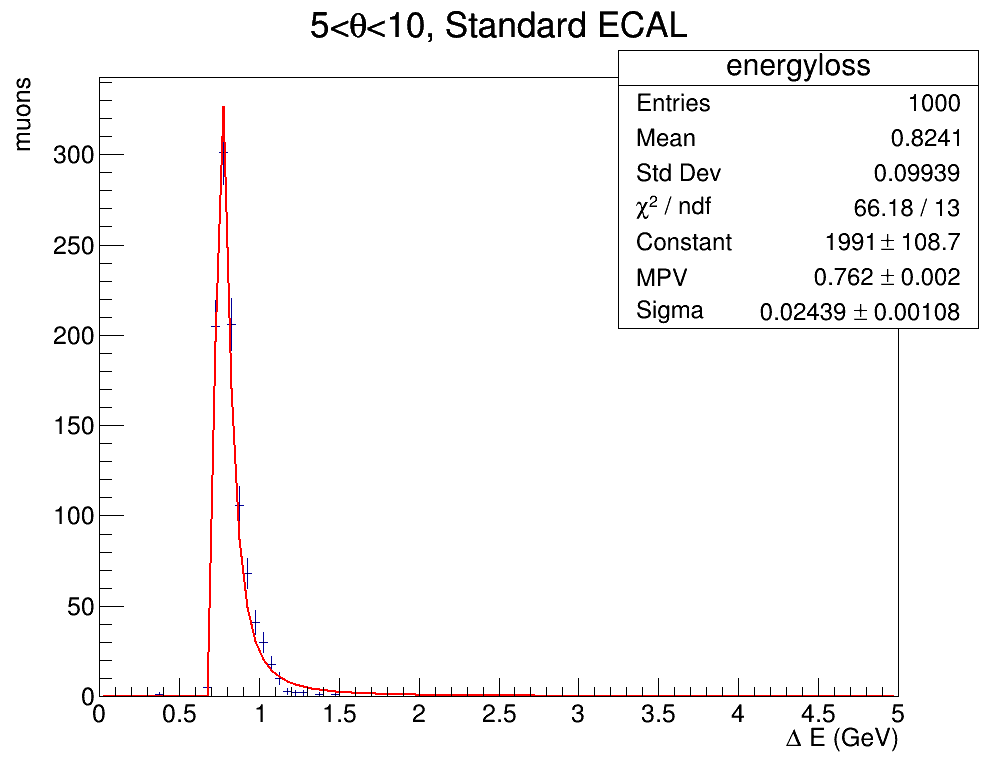 5<θ<10, Standard ECAL
muons
energyloss
Entries 1000
Mean 0.8241
Std Dev 0.09939
χ² / ndf 66.18 / 13
Constant 1991 ± 108.7
MPV 0.762 ± 0.002
Sigma 0.02439 ± 0.00108
300
250
200
150
100
50
0
0 0.5 1 1.5 2 2.5 3 3.5 4 4.5 5
Δ E (GeV)